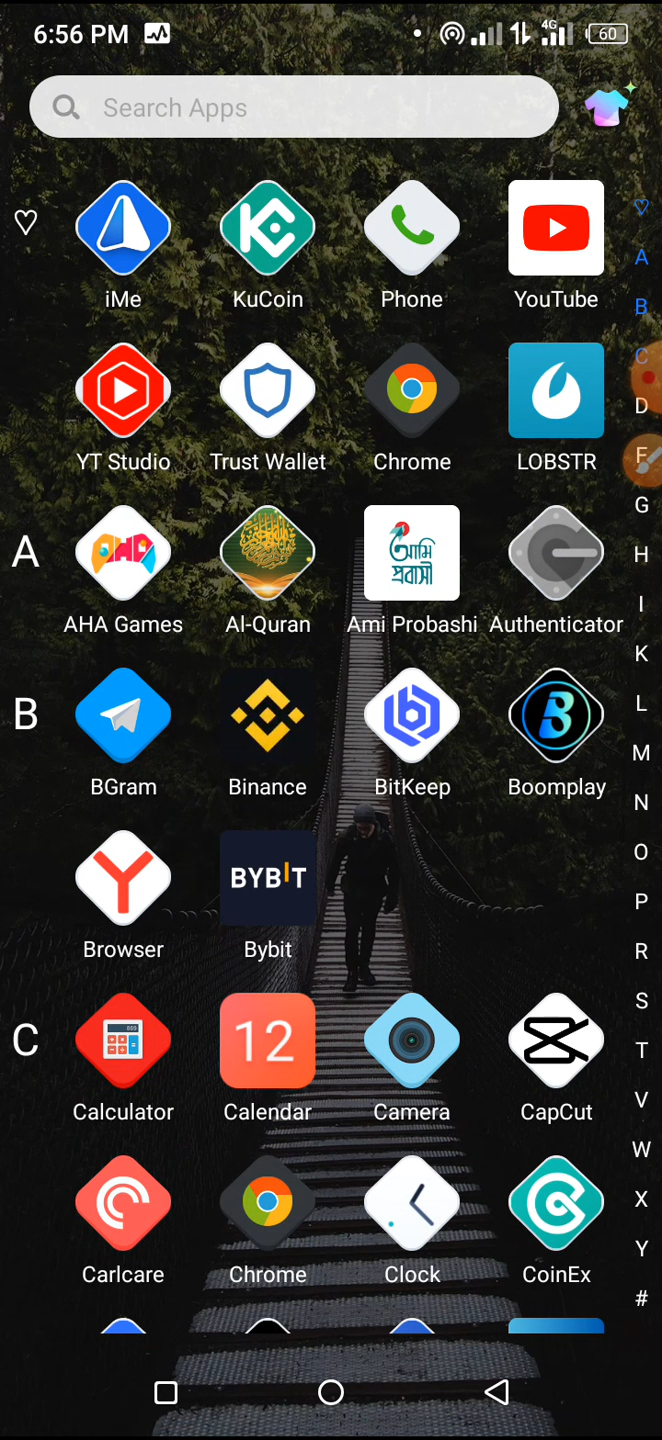 6:56 PM
4G
60
Search Apps
iMe KuCoin Phone YouTube
YT Studio Trust Wallet Chrome LOBSTR
A
AHA
আমি
প্রবাসী
AHA Games Al-Quran Ami Probashi Authenticator
B
BGram Binance BitKeep Boomplay
BYBIT
Browser Bybit
C
12
Calculator Calendar Camera CapCut
Carlcare Chrome Clock CoinEx
A
B
C
D
F
G
H
I
K
L
M
N
O
P
R
S
T
V
W
X
Y
#